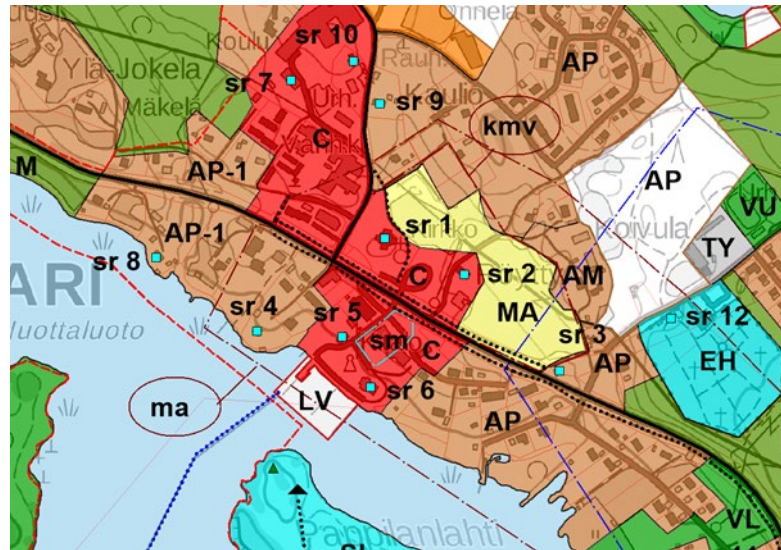 Onnela
Koulu
sr 10
Ylä-Jokela
Mäkelä
sr 7
Urh.
sr 9
Kaulio
AP
kmv
C
M
AP-1
AP
VU
AP-1
sr 1
Koivula
TY
sr 8
C
sr 2
AM
ARI
MA
luottaluoto
sr 4
sr 5
sm
C
sr 3
AP
sr 12
EH
ma
LV
sr 6
AP
Pappilanlahti
VL